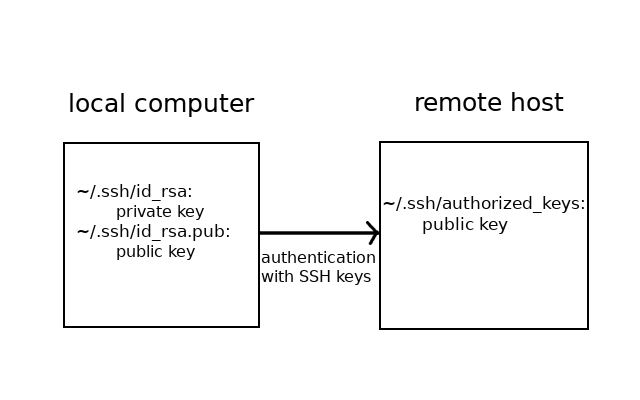 local computer
remote host
~/.ssh/id_rsa:
private key
~/.ssh/id_rsa.pub:
public key
authentication
with SSH keys
~/.ssh/authorized_keys:
public key